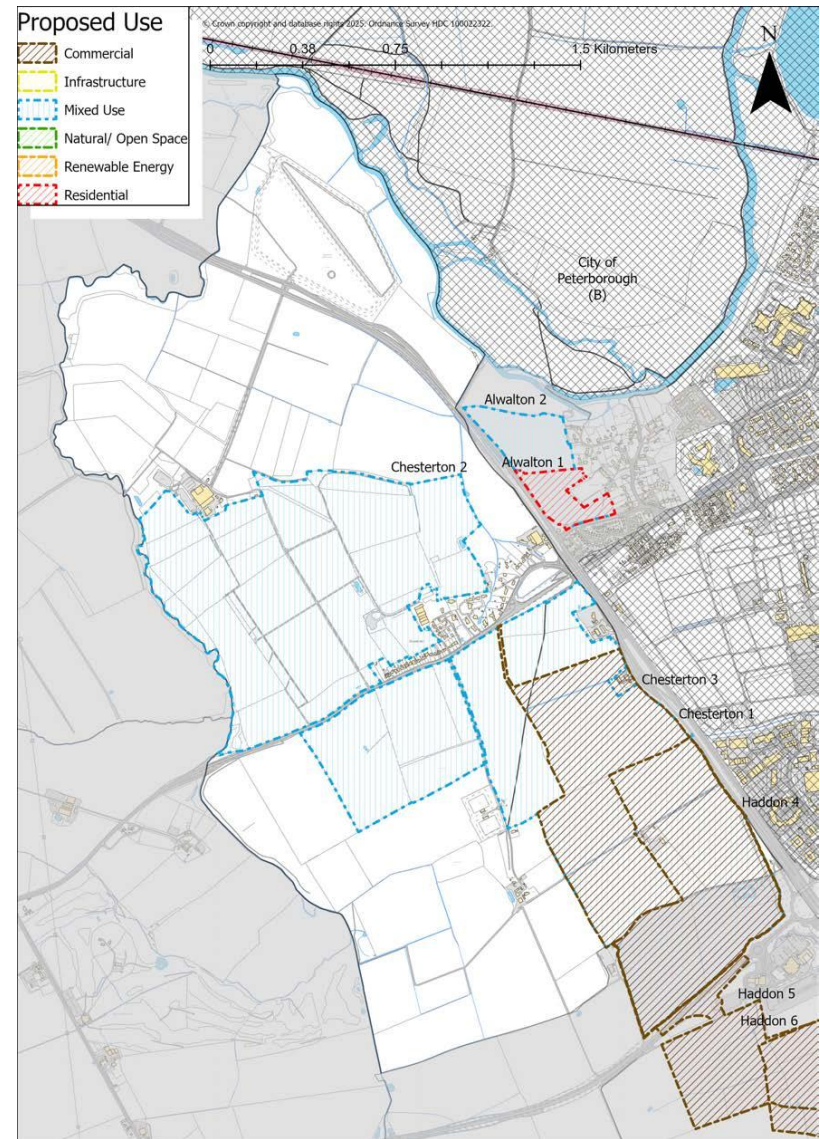 Proposed Use
Commercial
Infrastructure
Mixed Use
Natural/ Open Space
Renewable Energy
Residential
© Crown copyright and database rights 2025. Ordnance Survey HDC 100022322.
0 0.38 0.75 1.5 Kilometers
N
City of
Peterborough
(B)
Alwalton 2
Alwalton 1
Chesterton 2
Chesterton 3
Chesterton 1
Haddon 4
Haddon 5
Haddon 6